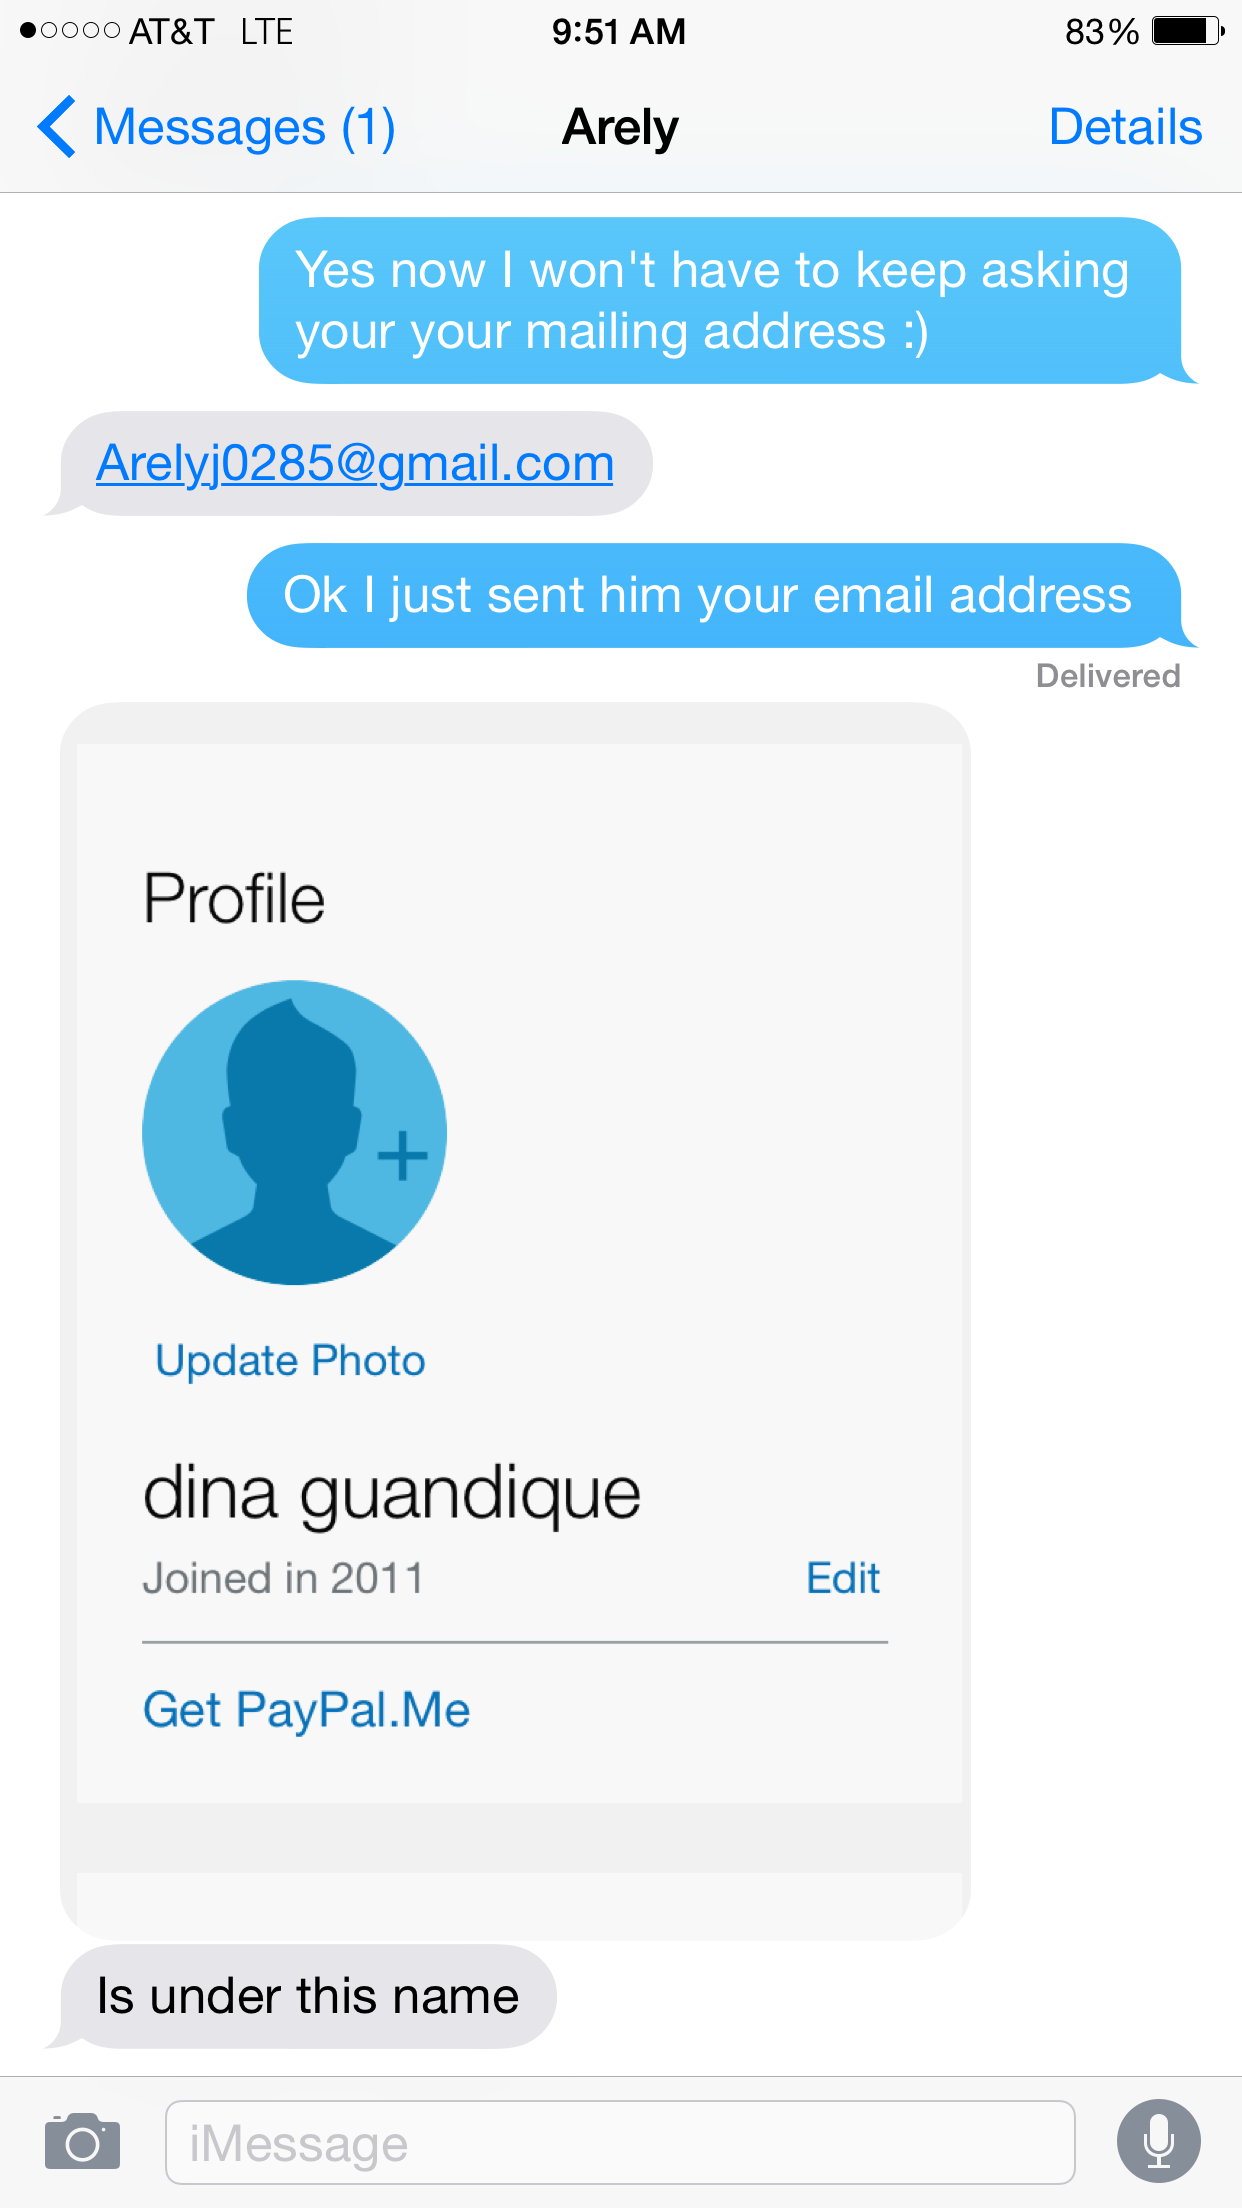 AT&T LTE 9:51 AM 83%
Messages (1) Arely Details
Yes now I won't have to keep asking
your your mailing address :)
Arelyj0285@gmail.com
Ok I just sent him your email address
Delivered
Profile
Update Photo
dina guandique
Joined in 2011 Edit
Get PayPal.Me
Is under this name
iMessage